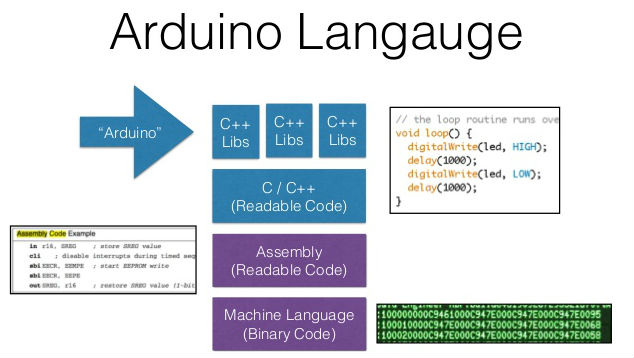 Arduino Langauge
"Arduino"
C++
Libs
C++
Libs
C++
Libs
// the loop routine runs ove
void loop() {
digitalWrite(led, HIGH);
delay(1000);
digitalWrite(led, LOW);
delay(1000);
}
C / C++
(Readable Code)
Assembly Code Example
in r16, SREG ; store SREG value
cli ; disable interrupts during timed seq
sbi EECR, EEMPE ; start EEPROM write
sbi EECR, EEPE
out SREG, r16 ; restore SREG value (I-bit
Assembly
(Readable Code)
Machine Language
(Binary Code)
:100000000C9461000C947E000C947E000C947E0095
:100010000C947E000C947E000C947E000C947E0068
:100020000C947E000C947E000C947E000C947E0058